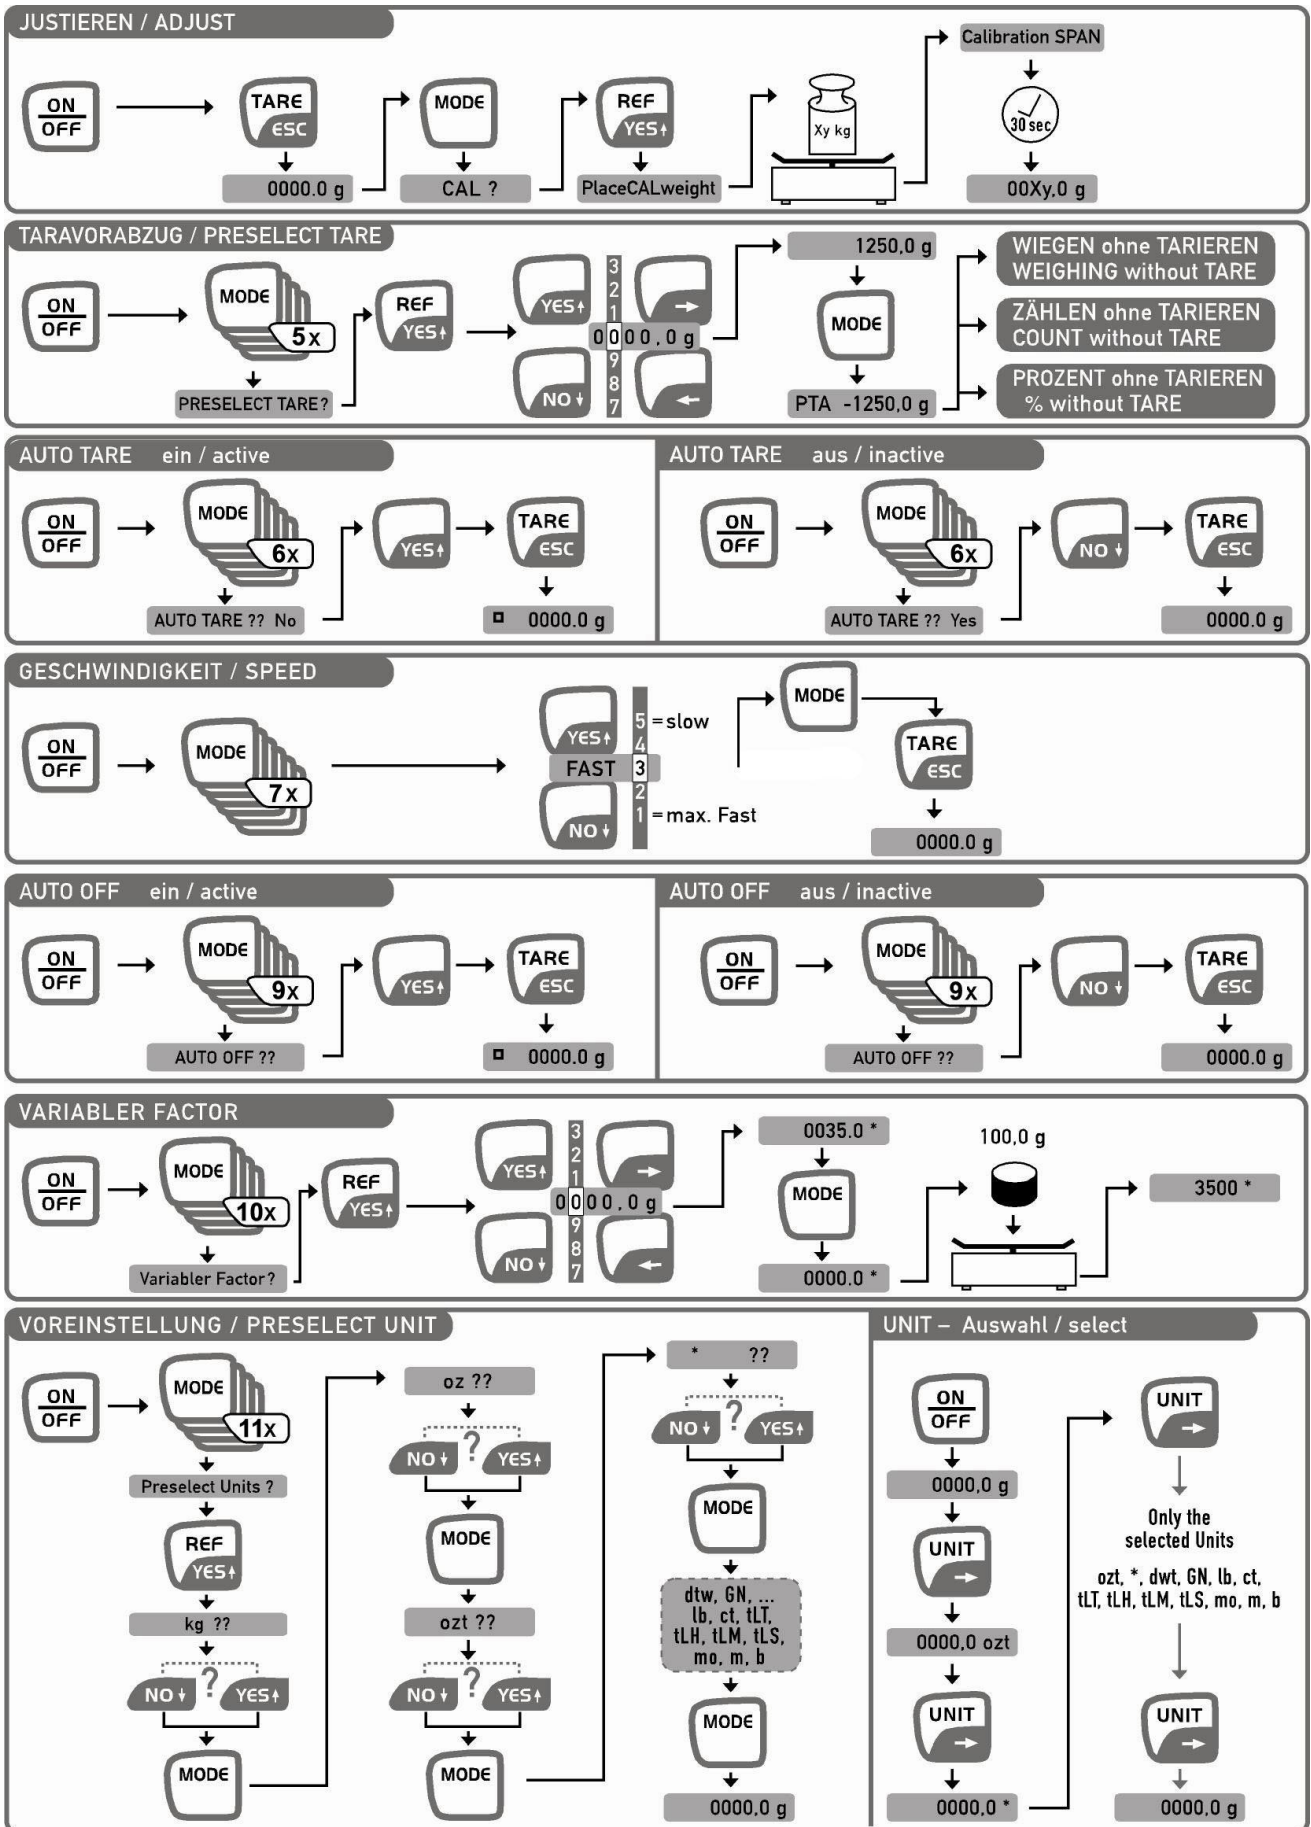 JUSTIEREN / ADJUST
ON
OFF
TARE
ESC
0000.0 g
MODE
CAL ?
REF
YES↑
PlaceCALweight
Xy kg
Calibration SPAN
30 sec
00Xy,0 g
TARAVORABZUG / PRESELECT TARE
ON
OFF
MODE
5x
PRESELECT TARE?
REF
YES↑
YES↑
→
3
2
1
0000,0 g
9
8
7
NO↓
←
1250,0 g
MODE
PTA -1250,0 g
WIEGEN ohne TARIEREN
WEIGHING without TARE
ZÄHLEN ohne TARIEREN
COUNT without TARE
PROZENT ohne TARIEREN
% without TARE
AUTO TARE ein / active
ON
OFF
MODE
6x
AUTO TARE ?? No
YES↑
TARE
ESC
0000.0 g
AUTO TARE aus / inactive
ON
OFF
MODE
6x
AUTO TARE ?? Yes
NO↓
TARE
ESC
0000.0 g
GESCHWINDIGKEIT / SPEED
ON
OFF
MODE
7x
YES↑
5 = slow
4
FAST 3
2
1 = max. Fast
NO↓
MODE
TARE
ESC
0000.0 g
AUTO OFF ein / active
ON
OFF
MODE
9x
AUTO OFF ??
YES↑
TARE
ESC
0000.0 g
AUTO OFF aus / inactive
ON
OFF
MODE
9x
AUTO OFF ??
NO↓
TARE
ESC
0000.0 g
VARIABLER FACTOR
ON
OFF
MODE
10x
Variabler Factor?
REF
YES↑
YES↑
→
3
2
1
0000,0 g
9
8
7
NO↓
←
0035.0 *
MODE
0000.0 *
100,0 g
3500 *
VOREINSTELLUNG / PRESELECT UNIT
ON
OFF
MODE
11x
Preselect Units ?
REF
YES↑
kg ??
?
NO↓ YES↑
MODE
oz ??
?
NO↓ YES↑
MODE
ozt ??
?
NO↓ YES↑
MODE
* ??
?
NO↓ YES↑
MODE
dtw, GN, ...
lb, ct, tLT,
tLH, tLM, tLS,
mo, m, b
MODE
0000,0 g
UNIT – Auswahl / select
ON
OFF
0000,0 g
UNIT
→
0000,0 ozt
UNIT
→
0000,0 *
UNIT
→
Only the
selected Units
ozt, *, dwt, GN, lb, ct,
tLT, tLH, tLM, tLS, mo, m, b
UNIT
→
0000,0 g